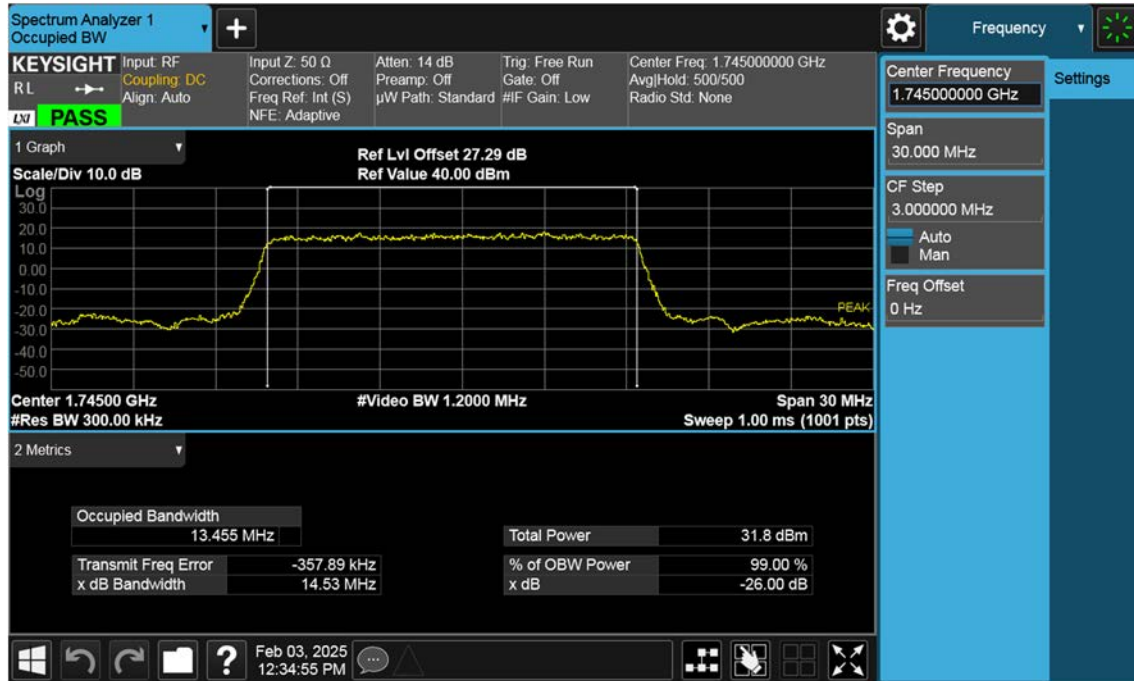 Spectrum Analyzer 1
Occupied BW
Frequency
KEYSIGHT
R L
LXI
PASS
Input: RF
Coupling: DC
Align: Auto
Input Z: 50 Ω
Corrections: Off
Freq Ref: Int (S)
NFE: Adaptive
Atten: 14 dB
Preamp: Off
µW Path: Standard
Trig: Free Run
Gate: Off
#IF Gain: Low
Center Freq: 1.745000000 GHz
Avg|Hold: 500/500
Radio Std: None
1 Graph
Scale/Div 10.0 dB
Ref Lvl Offset 27.29 dB
Ref Value 40.00 dBm
Log
30.0
20.0
10.0
0.00
-10.0
-20.0
-30.0
-40.0
-50.0
PEAK
Center 1.74500 GHz
#Video BW 1.2000 MHz
Span 30 MHz
#Res BW 300.00 kHz
Sweep 1.00 ms (1001 pts)
2 Metrics
Occupied Bandwidth
13.455 MHz
Total Power 31.8 dBm
Transmit Freq Error -357.89 kHz
% of OBW Power 99.00 %
x dB Bandwidth 14.53 MHz
x dB -26.00 dB
Center Frequency
1.745000000 GHz
Settings
Span
30.000 MHz
CF Step
3.000000 MHz
Auto
Man
Freq Offset
0 Hz
?
Feb 03, 2025
12:34:55 PM